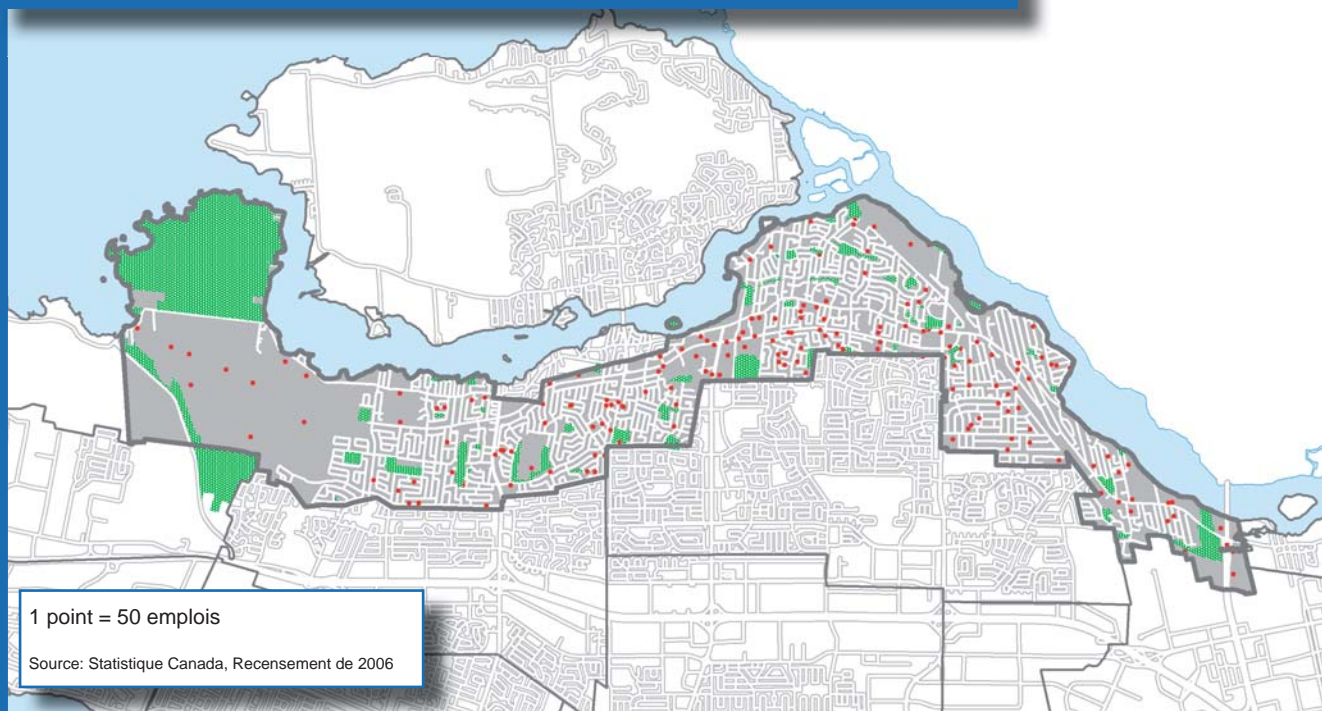 1 point = 50 emplois
Source: Statistique Canada, Recensement de 2006